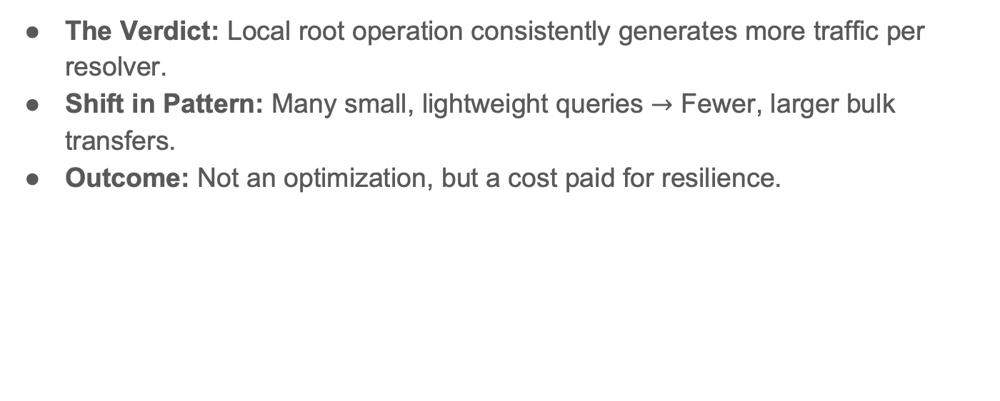 ● The Verdict: Local root operation consistently generates more traffic per
resolver.
● Shift in Pattern: Many small, lightweight queries → Fewer, larger bulk
transfers.
● Outcome: Not an optimization, but a cost paid for resilience.